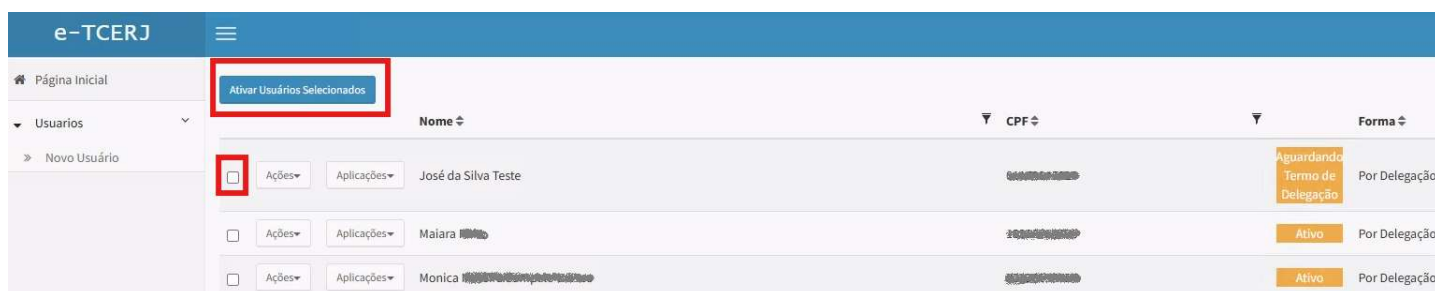 e-TCERJ
Página Inicial
Ativar Usuários Selecionados
Usuarios
Nome CPF Forma
Novo Usuário
Ações Aplicações José da Silva Teste Aguardando Termo de Delegação Por Delegação
Ações Aplicações Maiara Ativo Por Delegação
Ações Aplicações Monica Ativo Por Delegação